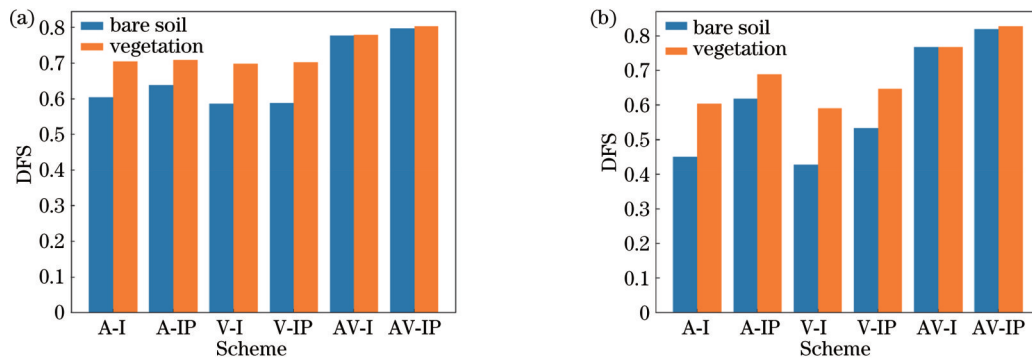 (a)
bare soil
vegetation
DFS
0.8
0.7
0.6
0.5
0.4
0.3
0.2
0.1
0
A-I A-IP V-I V-IP AV-I AV-IP
Scheme
(b)
bare soil
vegetation
DFS
0.8
0.7
0.6
0.5
0.4
0.3
0.2
0.1
0
A-I A-IP V-I V-IP AV-I AV-IP
Scheme